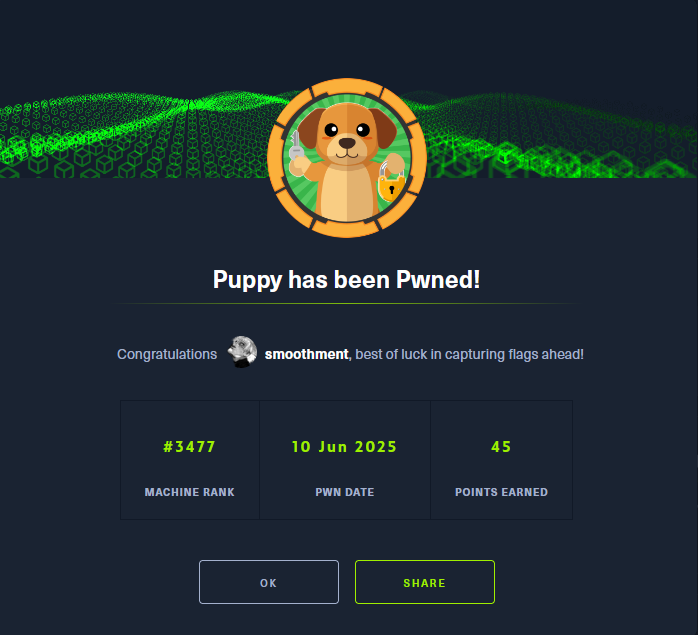 Puppy has been Pwned!
Congratulations smoothment, best of luck in capturing flags ahead!
#3477 10 Jun 2025 45
MACHINE RANK PWN DATE POINTS EARNED
OK SHARE